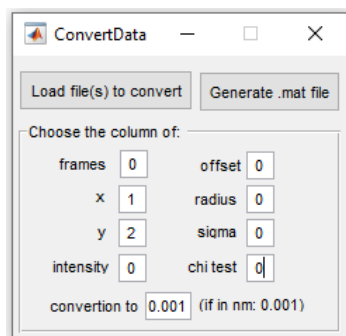 ConvertData
Load file(s) to convert Generate .mat file
Choose the column of:
frames 0 offset 0
x 1 radius 0
y 2 sigma 0
intensity 0 chi test 0
convertion to 0.001 (if in nm: 0.001)